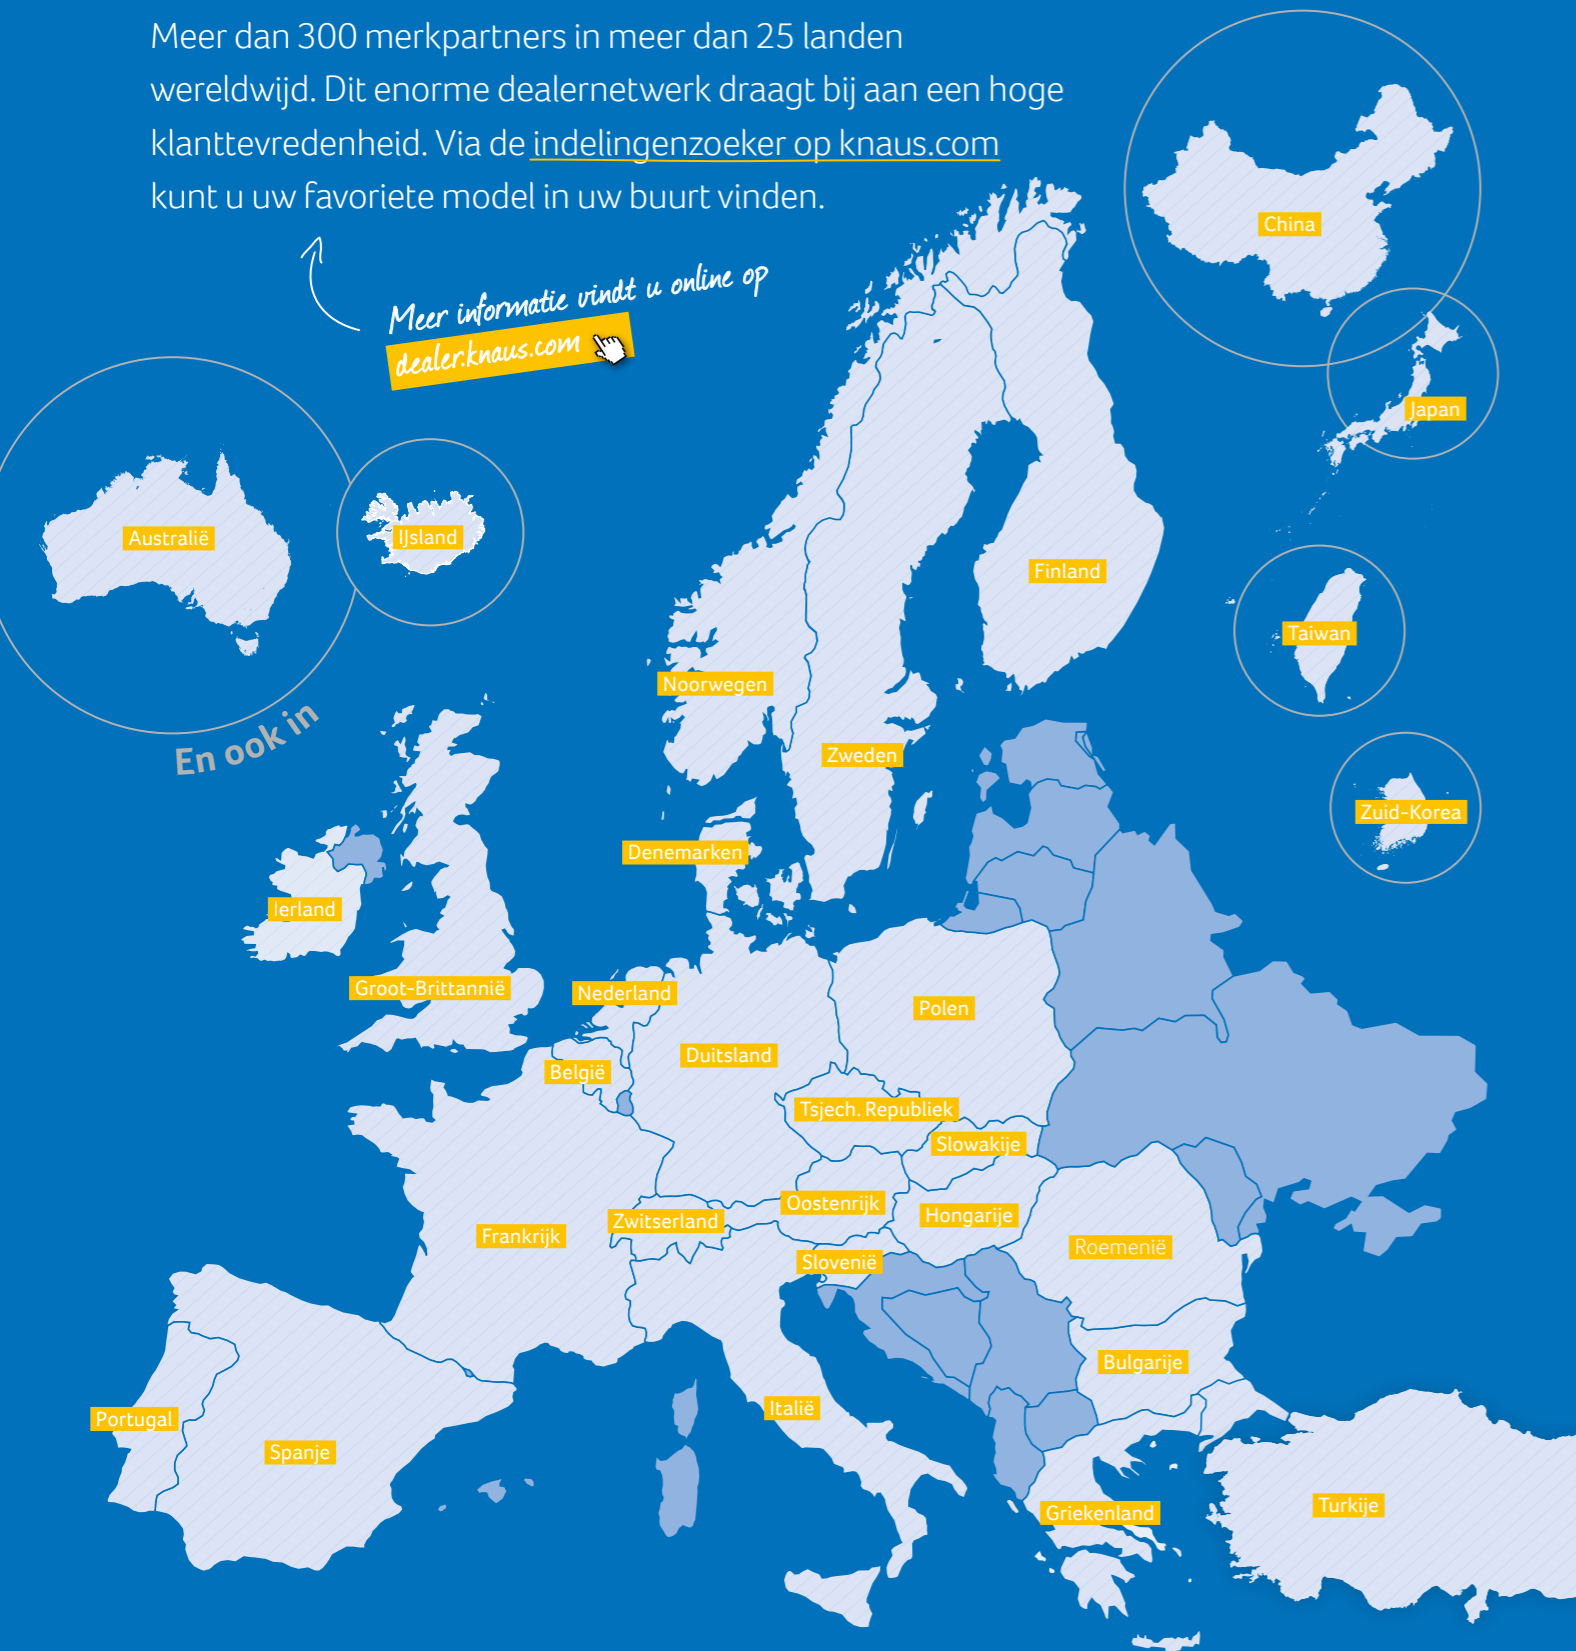 Meer dan 300 merkpartners in meer dan 25 landen
wereldwijd. Dit enorme dealernetwerk draagt bij aan een hoge
klanttevredenheid. Via de indelingenzoeker op knaus.com
kunt u uw favoriete model in uw buurt vinden.
Meer informatie vindt u online op
dealer.knaus.com
China
Japan
Australië
IJsland
Finland
Taiwan
Noorwegen
En ook in
Zweden
Zuid-Korea
Denemarken
Ierland
Groot-Brittannië
Nederland
Polen
Duitsland
België
Tsjech. Republiek
Slowakije
Oostenrijk
Hongarije
Zwitserland
Frankrijk
Roemenië
Slovenië
Bulgarije
Italië
Portugal
Spanje
Turkije
Griekenland